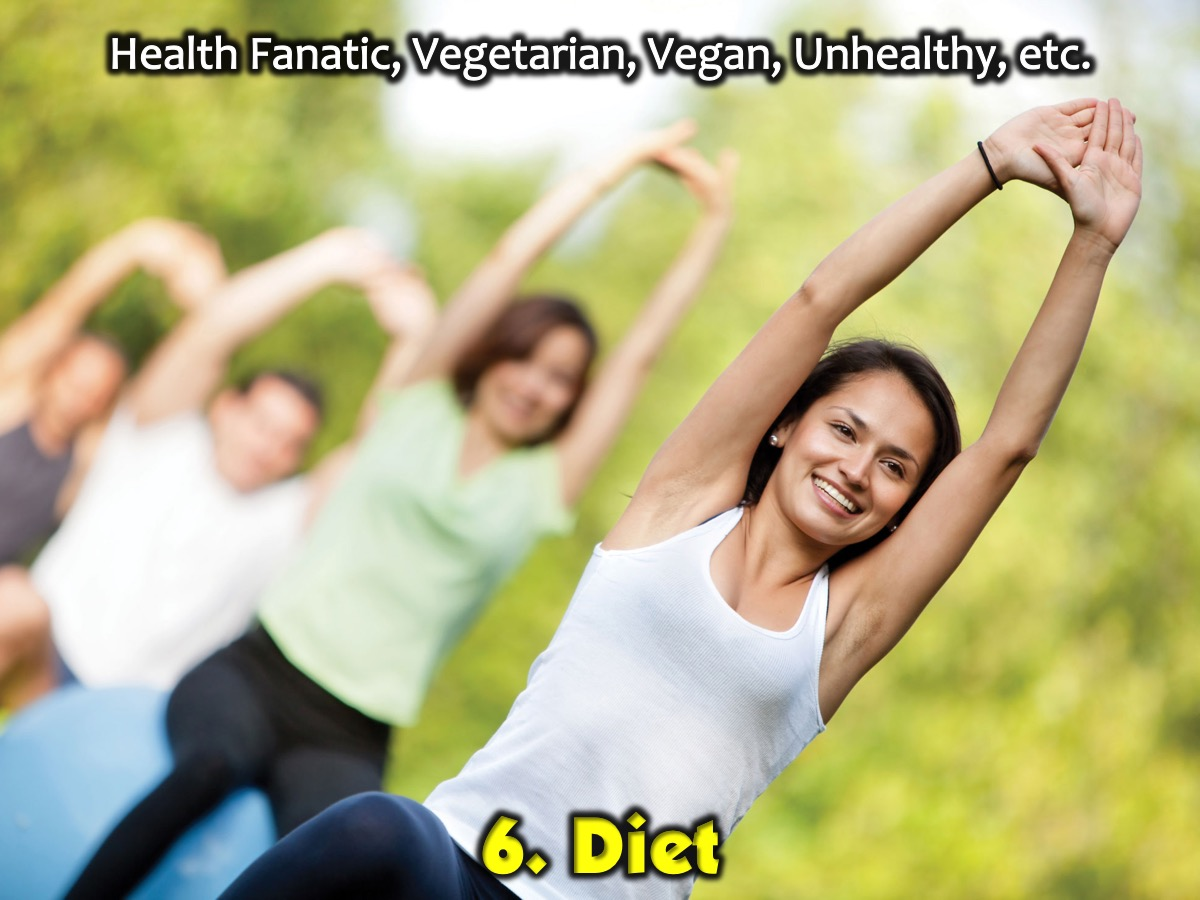 Health Fanatic, Vegetarian, Vegan, Unhealthy, etc.
6. Diet